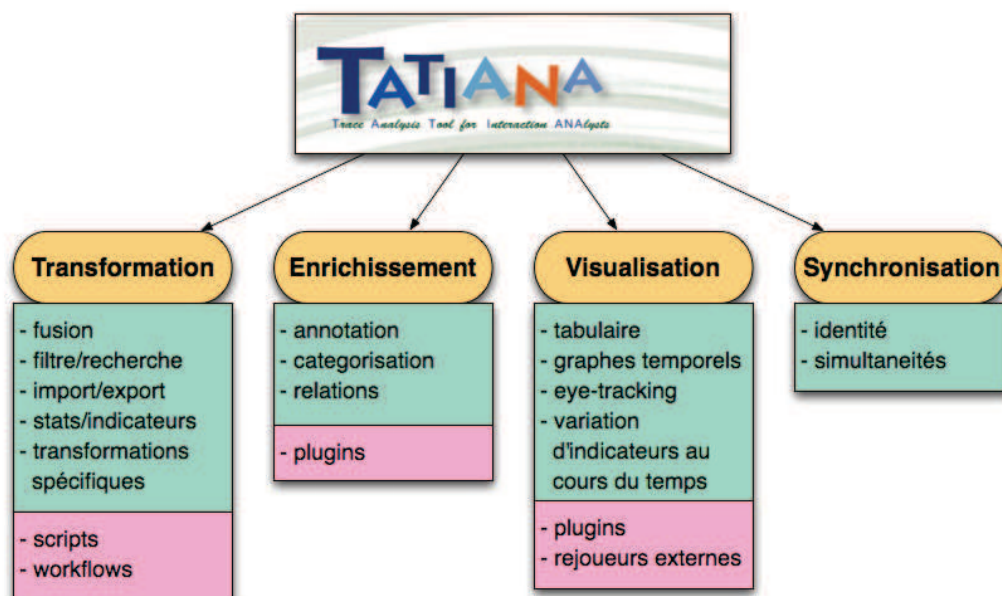 TATIANA
Trace Analysis Tool for Interaction ANAlysts
Transformation
- fusion
- filtre/recherche
- import/export
- stats/indicateurs
- transformations
spécifiques
- scripts
- workflows
Enrichissement
- annotation
- categorisation
- relations
- plugins
Visualisation
- tabulaire
- graphes temporels
- eye-tracking
- variation
d'indicateurs au
cours du temps
- plugins
- rejoueurs externes
Synchronisation
- identité
- simultaneités